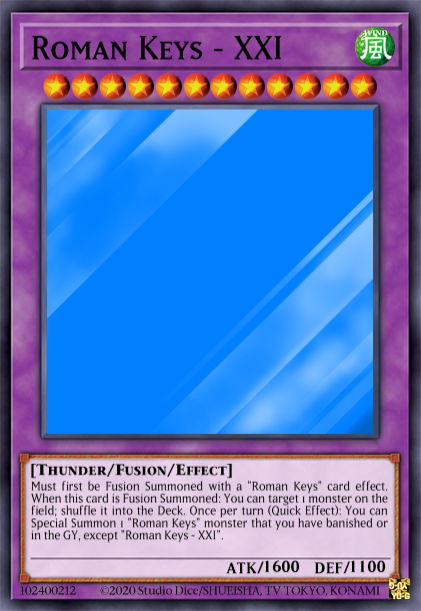 Roman Keys - XXI
WIND
風
[Thunder/Fusion/Effect]
Must first be Fusion Summoned with a "Roman Keys" card effect.
When this card is Fusion Summoned: You can target 1 monster on the
field; shuffle it into the Deck. Once per turn (Quick Effect): You can
Special Summon 1 "Roman Keys" monster that you have banished or
in the GY, except "Roman Keys - XXI".
ATK/1600 DEF/1100
102400212 ©2020 Studio Dice/SHUEISHA, TV TOKYO, KONAMI